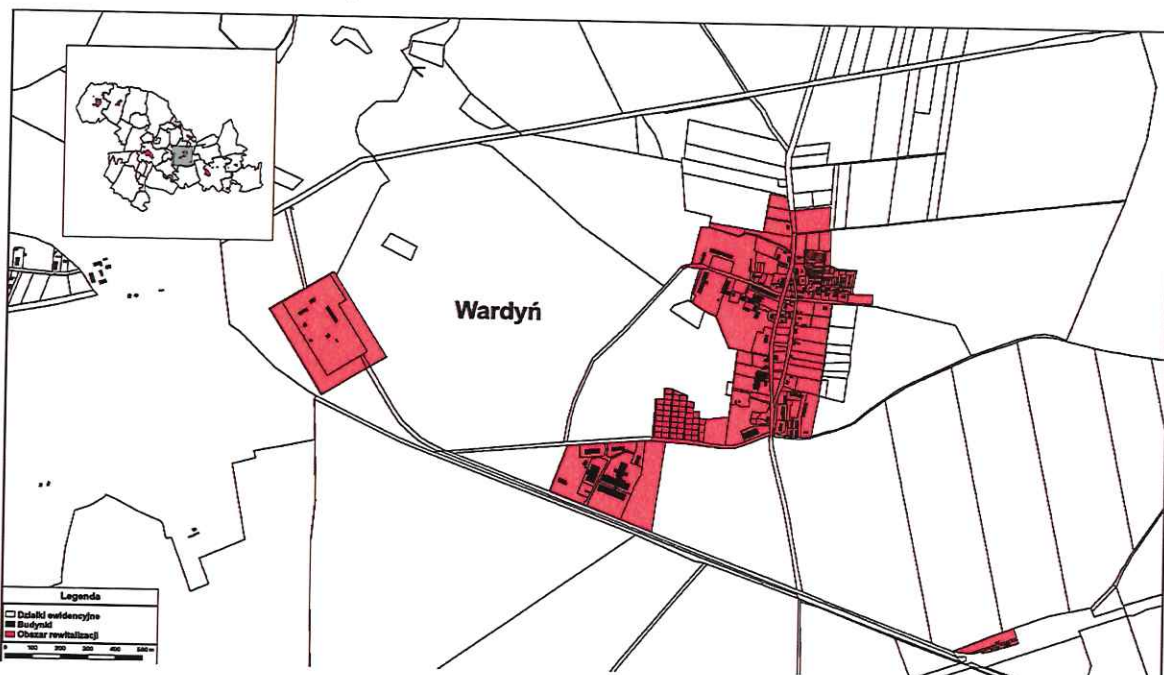 Wardyń
Legenda
Działki ewidencyjne
Budynki
Obszar rewitalizacji
0 100 200 300 400 500 m